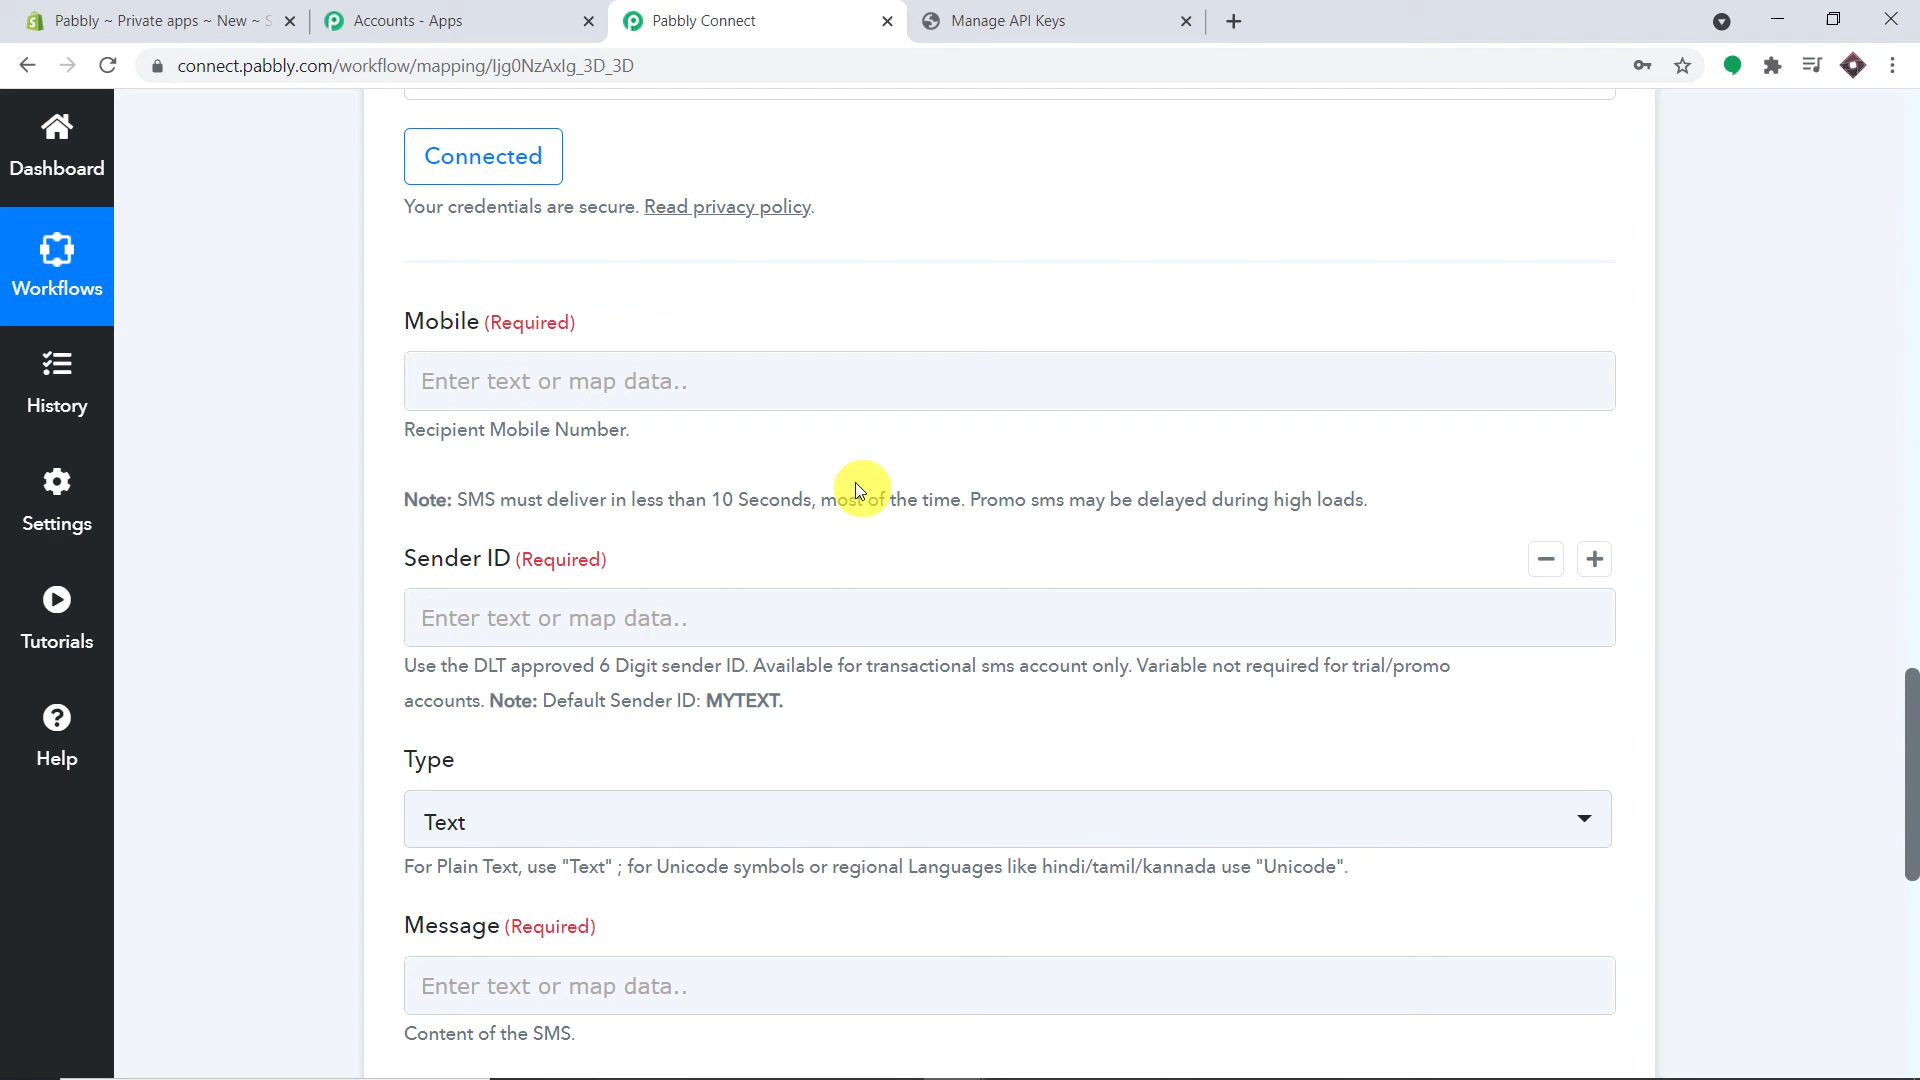 Pabbly ~ Private apps ~ New ~ S
Accounts - Apps
Pabbly Connect
Manage API Keys
connect.pabbly.com/workflow/mapping/Ijg0NzAxIg_3D_3D
Dashboard
Workflows
History
Settings
Tutorials
Help
Connected
Your credentials are secure. Read privacy policy.
Mobile (Required)
Enter text or map data..
Recipient Mobile Number.
Note: SMS must deliver in less than 10 Seconds, most of the time. Promo sms may be delayed during high loads.
Sender ID (Required)
Enter text or map data..
Use the DLT approved 6 Digit sender ID. Available for transactional sms account only. Variable not required for trial/promo
accounts. Note: Default Sender ID: MYTEXT.
Type
Text
For Plain Text, use "Text" ; for Unicode symbols or regional Languages like hindi/tamil/kannada use "Unicode".
Message (Required)
Enter text or map data..
Content of the SMS.